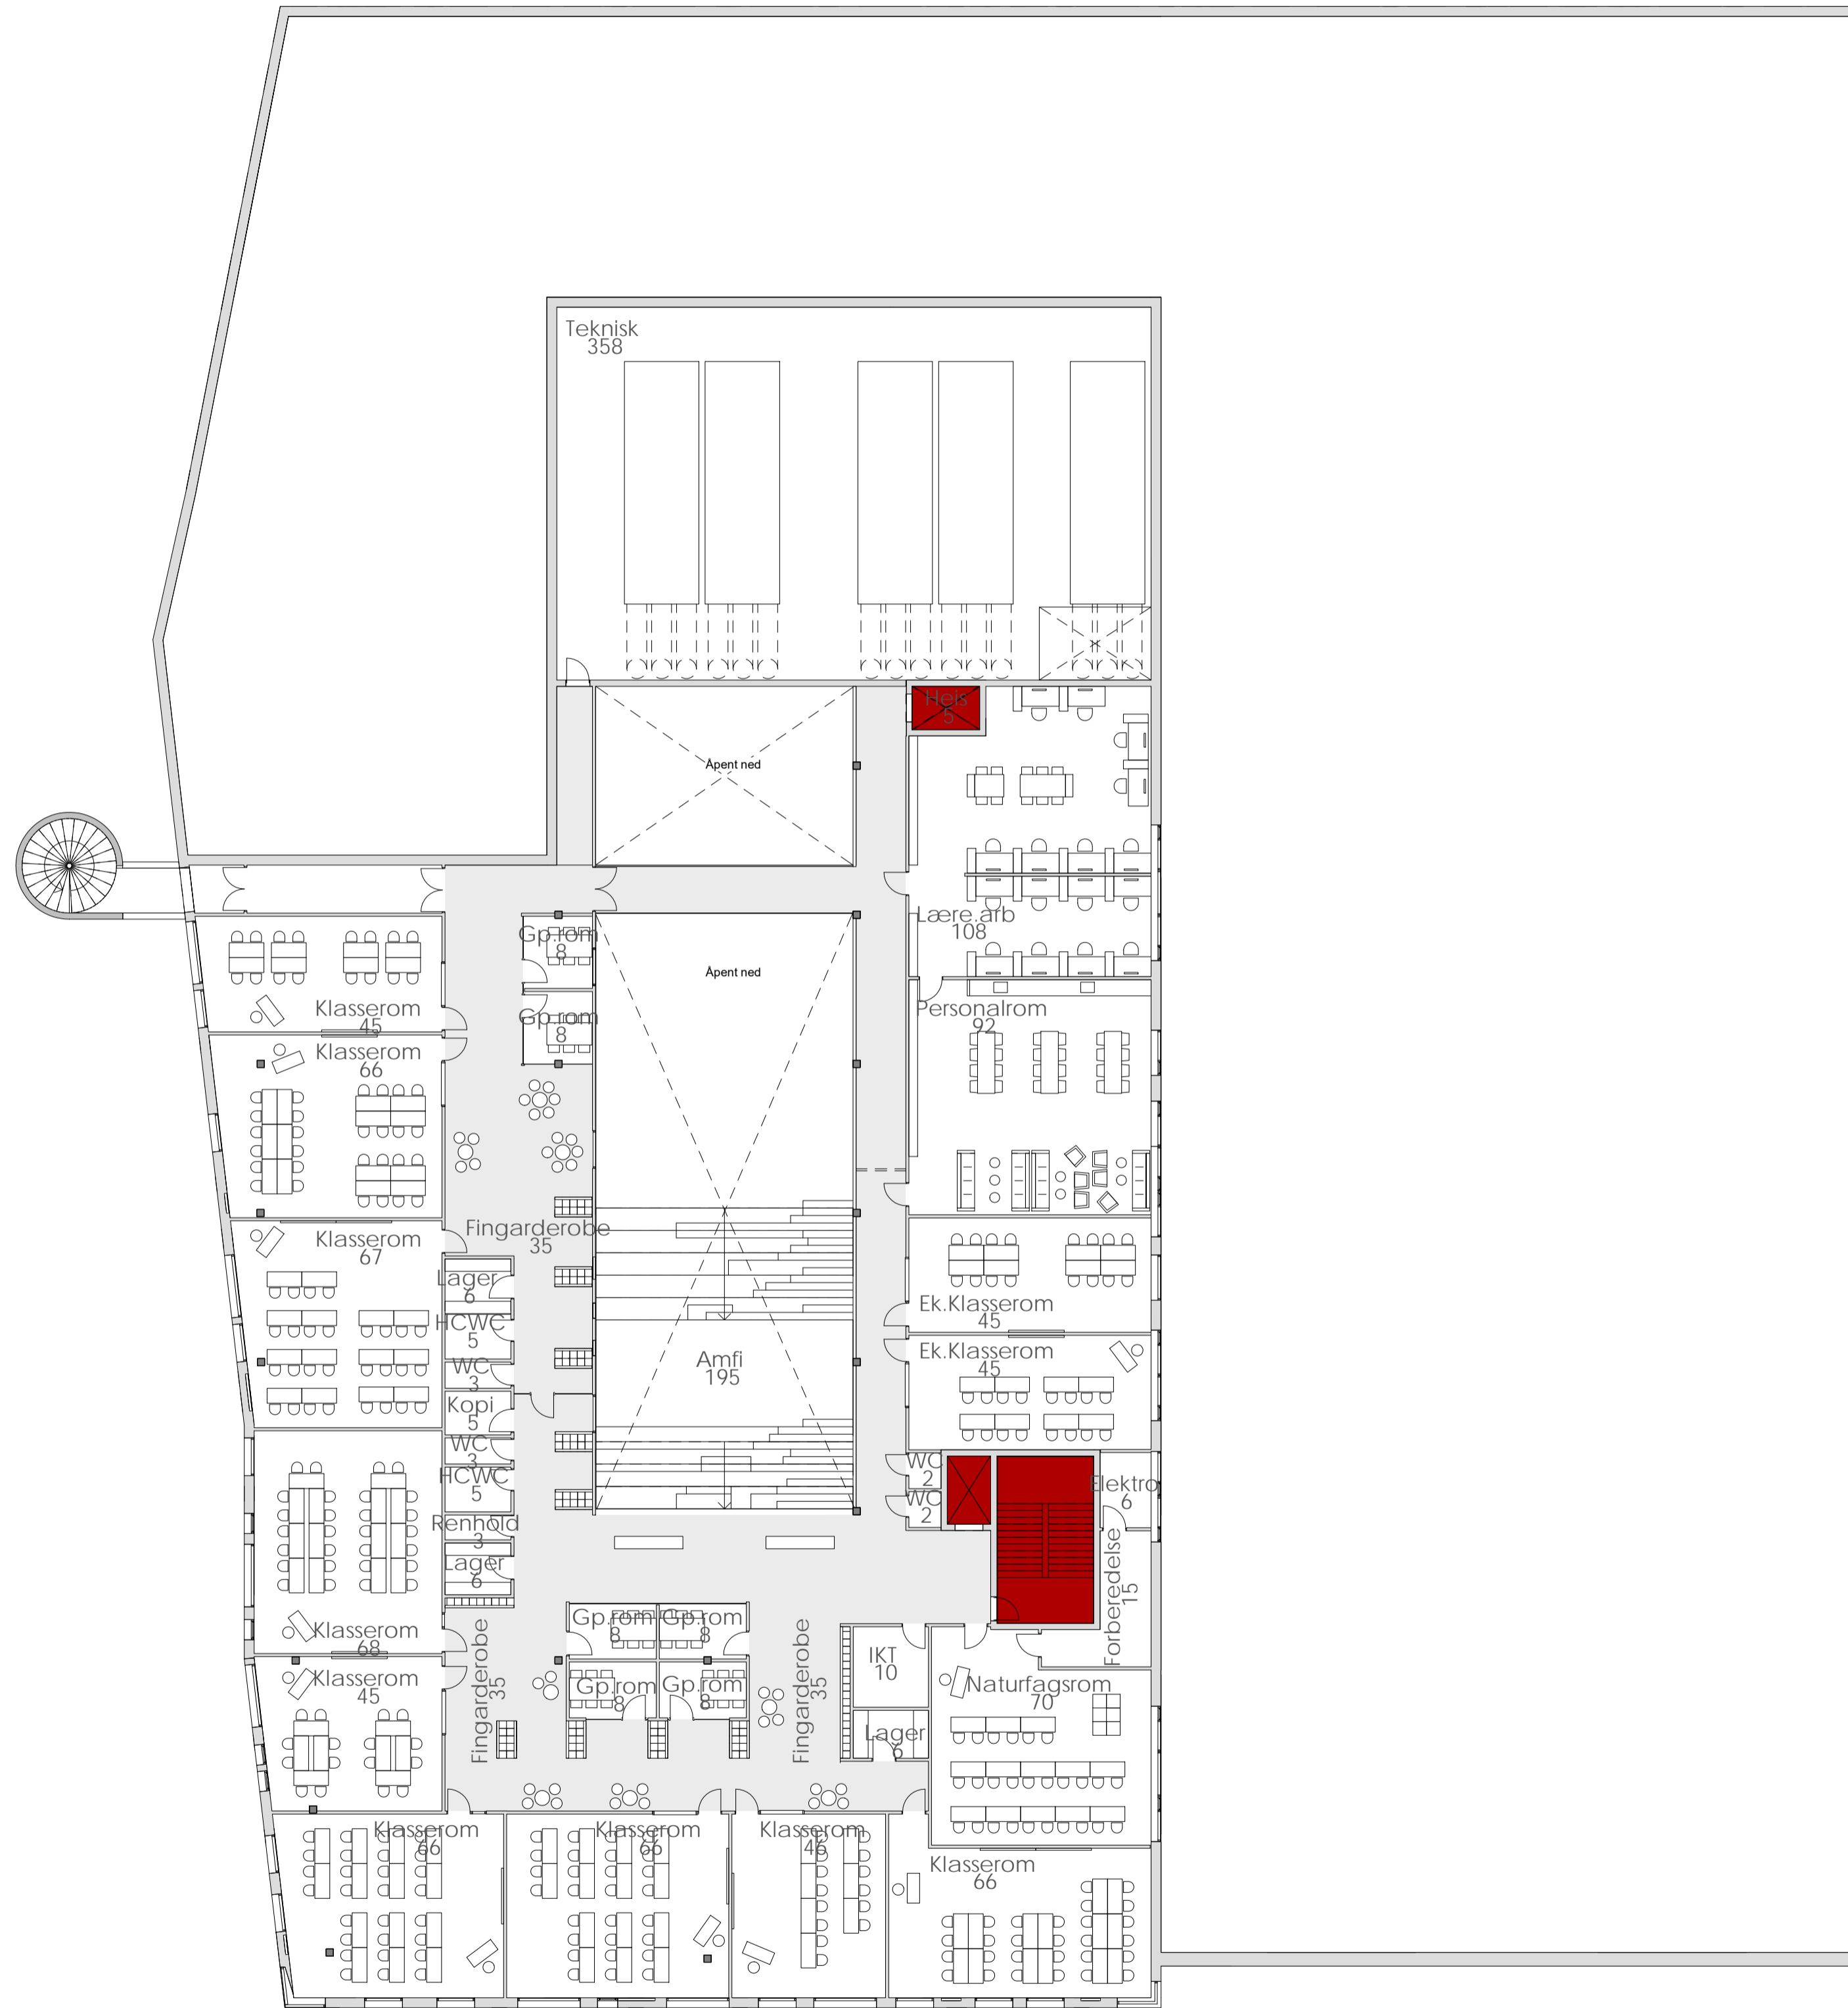 Teknisk
358
Heis
5
Åpent ned
Lære.arb
108
Gp.rom
8
Åpent ned
Klasserom
45
Personalrom
92
Gp.rom
8
Klasserom
66
Klasserom
67
Fingarderobe
35
Lager
6
Ek.Klasserom
45
HCWC
5
Ek.Klasserom
45
Amfi
195
WC
3
Kopi
5
WC
3
WC
2
HCWC
5
Elektro
6
WC
2
Renhold
3
Lager
6
Forberedelse
15
Klasserom
68
Gp.rom
8
Gp.rom
8
Fingarderobe
35
Fingarderobe
35
IKT
10
Klasserom
45
Gp.rom
8
Gp.rom
8
Naturfagsrom
70
Lager
6
Klasserom
66
Klasserom
66
Klasserom
46
Klasserom
66